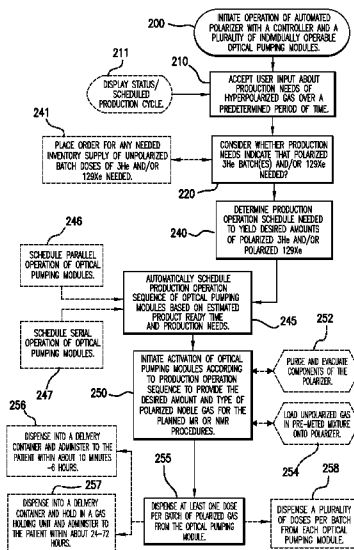 200
INITIATE OPERATION OF AUTOMATED
POLARIZER WITH A CONTROLLER AND A
PLURALITY OF INDIVIDUALLY OPERABLE
OPTICAL PUMPING MODULES.
211
210
DISPLAY STATUS/
SCHEDULED
PRODUCTION CYCLE.
ACCEPT USER INPUT ABOUT
PRODUCTION NEEDS OF
HYPERPOLARIZED GAS OVER A
PREDETERMINED PERIOD OF TIME.
241
PLACE ORDER FOR ANY NEEDED
INVENTORY SUPPLY OF UNPOLARIZED
BATCH DOSES OF 3He AND/OR
129Xe NEEDED.
CONSIDER WHETHER PRODUCTION
NEEDS INDICATE THAT POLARIZED
3He BATCH(ES) AND/OR 129Xe
NEEDED?
220
240
DETERMINE PRODUCTION
OPERATION SCHEDULE NEEDED
TO YIELD DESIRED AMOUNTS
OF POLARIZED 3He AND/OR
POLARIZED 129Xe
246
SCHEDULE PARALLEL
OPERATION OF OPTICAL
PUMPING MODULES.
AUTOMATICALLY SCHEDULE
PRODUCTION OPERATION
SEQUENCE OF OPTICAL PUMPING
MODULES BASED ON ESTIMATED
PRODUCT READY TIME
AND PRODUCTION NEEDS.
245
SCHEDULE SERIAL
OPERATION OF OPTICAL
PUMPING MODULES.
247
252
250
INITIATE ACTIVATION OF OPTICAL
PUMPING MODULES ACCORDING
TO PRODUCTION OPERATION
SEQUENCE TO PROVIDE THE
DESIRED AMOUNT AND TYPE OF
POLARIZED NOBLE GAS FOR THE
PLANNED MR OR NMR
PROCEDURES.
PURGE AND EVACUATE
COMPONENTS OF
THE POLARIZER.
LOAD UNPOLARIZED GAS
IN PRE-METED MIXTURE
ONTO POLARIZER.
254
256
DISPENSE INTO A DELIVERY
CONTAINER AND ADMINISTER TO
THE PATIENT WITHIN ABOUT 10 MINUTES
-6 HOURS.
257
DISPENSE INTO A DELIVERY
CONTAINER AND HOLD IN A GAS
HOLDING UNIT AND ADMINISTER TO
THE PATIENT WITHIN ABOUT 24-72
HOURS.
255
DISPENSE AT LEAST ONE DOSE
PER BATCH OF POLARIZED GAS
FROM THE OPTICAL PUMPING
MODULE.
258
DISPENSE A PLURALITY
OF DOSES PER BATCH
FROM EACH OPTICAL
PUMPING MODULE.